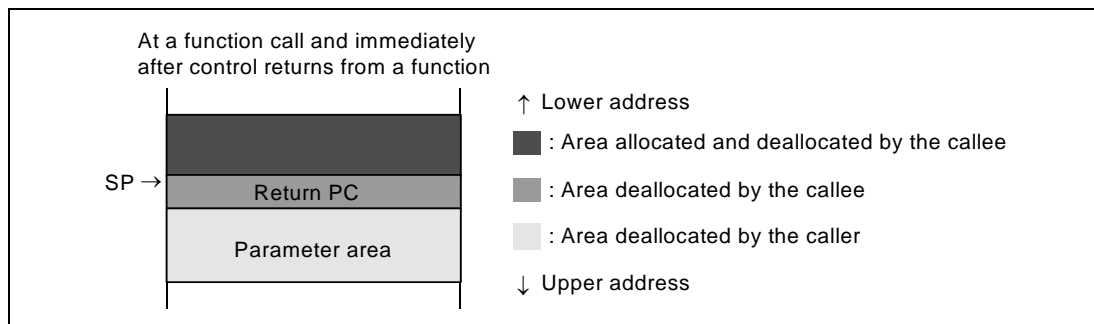 At a function call and immediately
after control returns from a function
↑ Lower address
: Area allocated and deallocated by the callee
SP →
Return PC
: Area deallocated by the callee
Parameter area
: Area deallocated by the caller
↓ Upper address